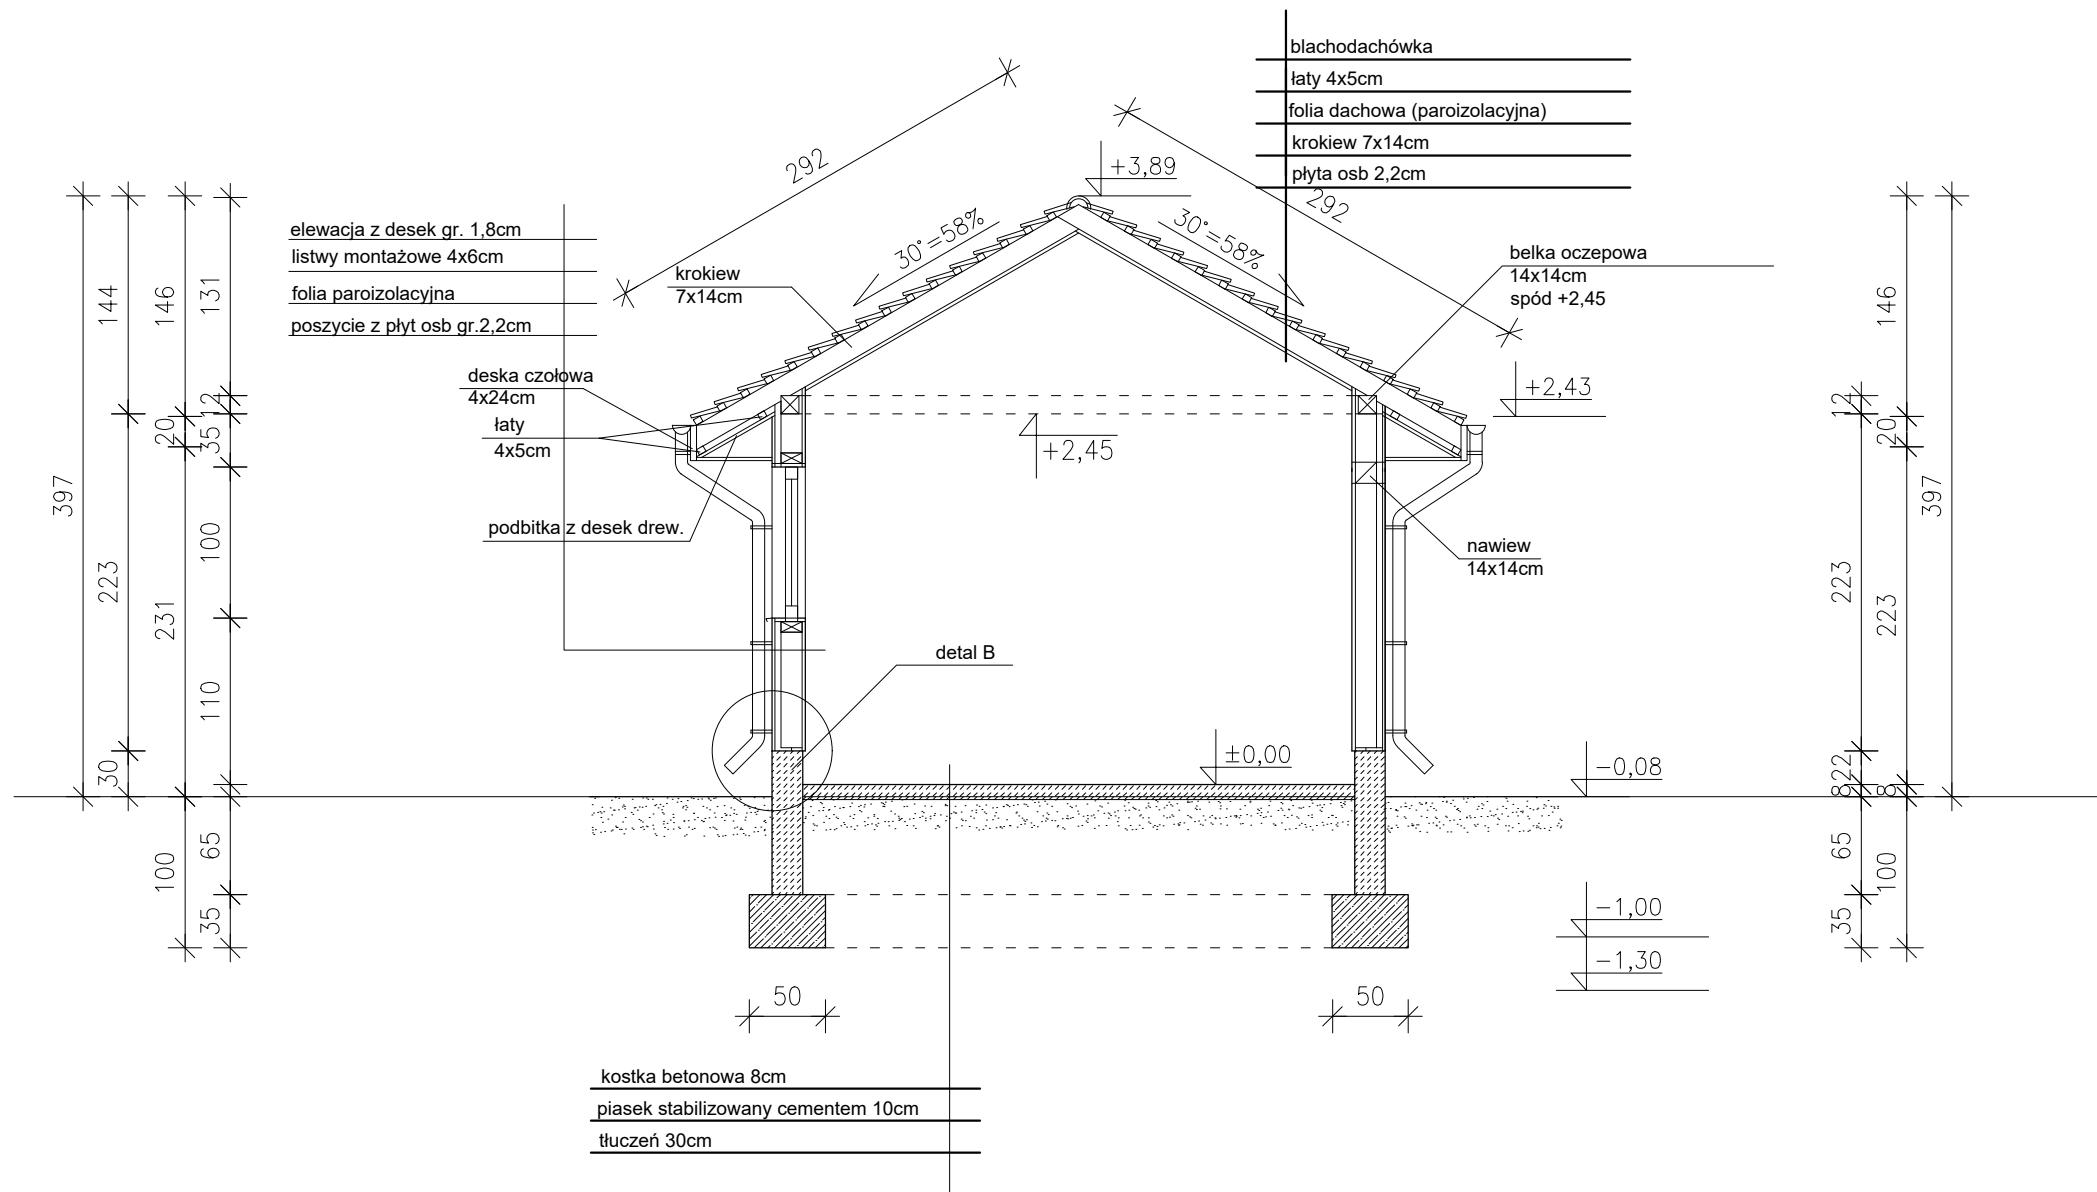 blachodachówka
łaty 4x5cm
folia dachowa (paroizolacyjna)
krokiew 7x14cm
płyta osb 2,2cm
292
292
+3,89
30°=58%
30°=58%
elewacja z desek gr. 1,8cm
listwy montażowe 4x6cm
folia paroizolacyjna
poszycie z płyt osb gr.2,2cm
krokiew
7x14cm
belka oczepowa
14x14cm
spód +2,45
deska czołowa
4x24cm
łaty
4x5cm
podbitka z desek drew.
+2,43
+2,45
nawiew
14x14cm
detal B
±0,00
-0,08
-1,00
-1,30
397
144
223
30
146
20
231
100
131
12
35
100
110
65
35
12
223
22
8
65
35
146
20
223
8
100
397
50
50
kostka betonowa 8cm
piasek stabilizowany cementem 10cm
tłuczeń 30cm